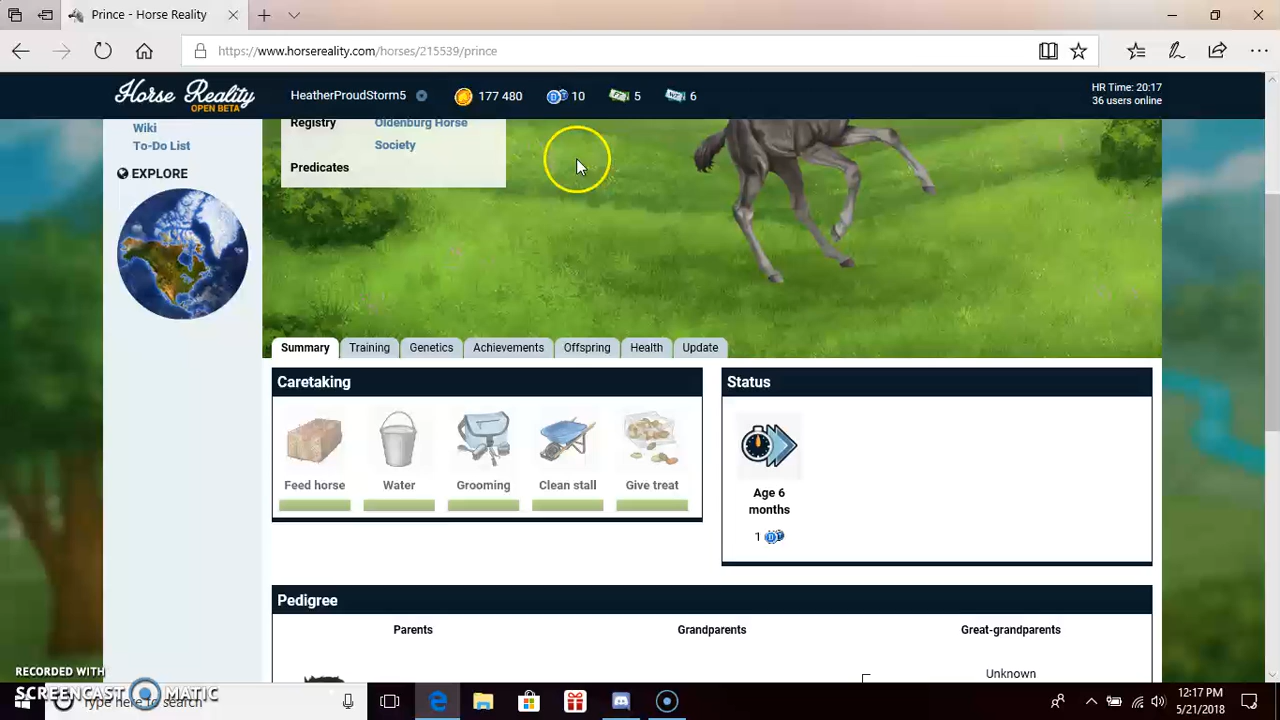 Prince - Horse Reality
https://www.horsereality.com/horses/215539/prince
Horse Reality
OPEN BETA
HeatherProudStorm5
177 480
10
5
6
HR Time: 20:17
36 users online
Wiki
To-Do List
EXPLORE
Registry
Oldenburg Horse
Society
Predicates
Summary
Training
Genetics
Achievements
Offspring
Health
Update
Caretaking
Feed horse
Water
Grooming
Clean stall
Give treat
Status
Age 6
months
1
Pedigree
Parents
Grandparents
Great-grandparents
Unknown
RECORDED WITH
SCREENCAST MATIC
Type here to search
12:17 PM
5/21/2018